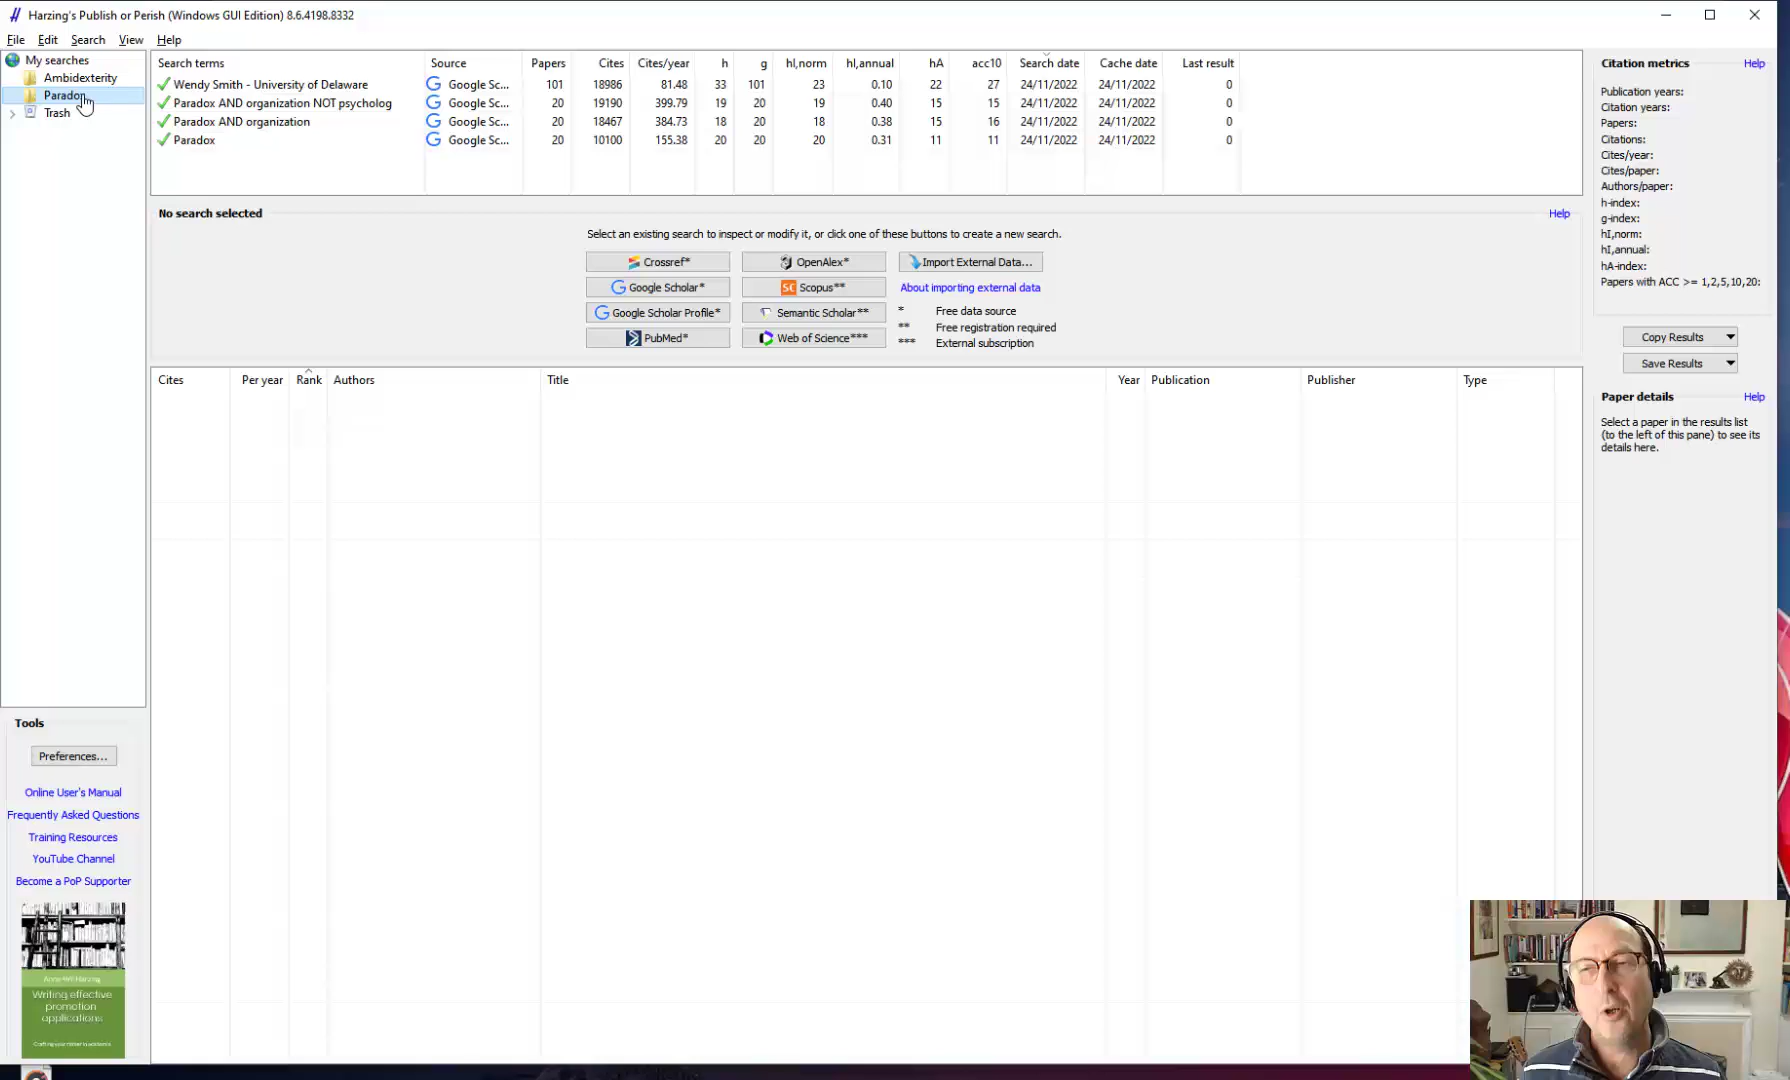 Harzing's Publish or Perish (Windows GUI Edition) 8.6.4198.8332
File Edit Search View Help
My searches
Ambidexterity
Paradox
Trash
Search terms Source Papers Cites Cites/year h g hI,norm hI,annual hA acc10 Search date Cache date Last result
Wendy Smith - University of Delaware Google Sc... 101 18986 81.48 33 101 23 0.10 22 27 24/11/2022 24/11/2022 0
Paradox AND organization NOT psycholog Google Sc... 20 19190 399.79 19 20 19 0.40 15 15 24/11/2022 24/11/2022 0
Paradox AND organization Google Sc... 20 18467 384.73 18 20 18 0.38 15 16 24/11/2022 24/11/2022 0
Paradox Google Sc... 20 10100 155.38 20 20 20 0.31 11 11 24/11/2022 24/11/2022 0
No search selected Help
Select an existing search to inspect or modify it, or click one of these buttons to create a new search.
Crossref* OpenAlex* Import External Data...
Google Scholar* Scopus** About importing external data
Google Scholar Profile* Semantic Scholar** * Free data source
** Free registration required
PubMed* Web of Science*** *** External subscription
Cites Per year Rank Authors Title Year Publication Publisher Type
Citation metrics Help
Publication years:
Citation years:
Papers:
Citations:
Cites/year:
Cites/paper:
Authors/paper:
h-index:
g-index:
hI,norm:
hI,annual:
hA-index:
Papers with ACC >= 1,2,5,10,20:
Copy Results
Save Results
Paper details Help
Select a paper in the results list
(to the left of this pane) to see its
details here.
Tools
Preferences...
Online User's Manual
Frequently Asked Questions
Training Resources
YouTube Channel
Become a PoP Supporter
Anne-Wil Harzing
Writing effective
promotion
applications